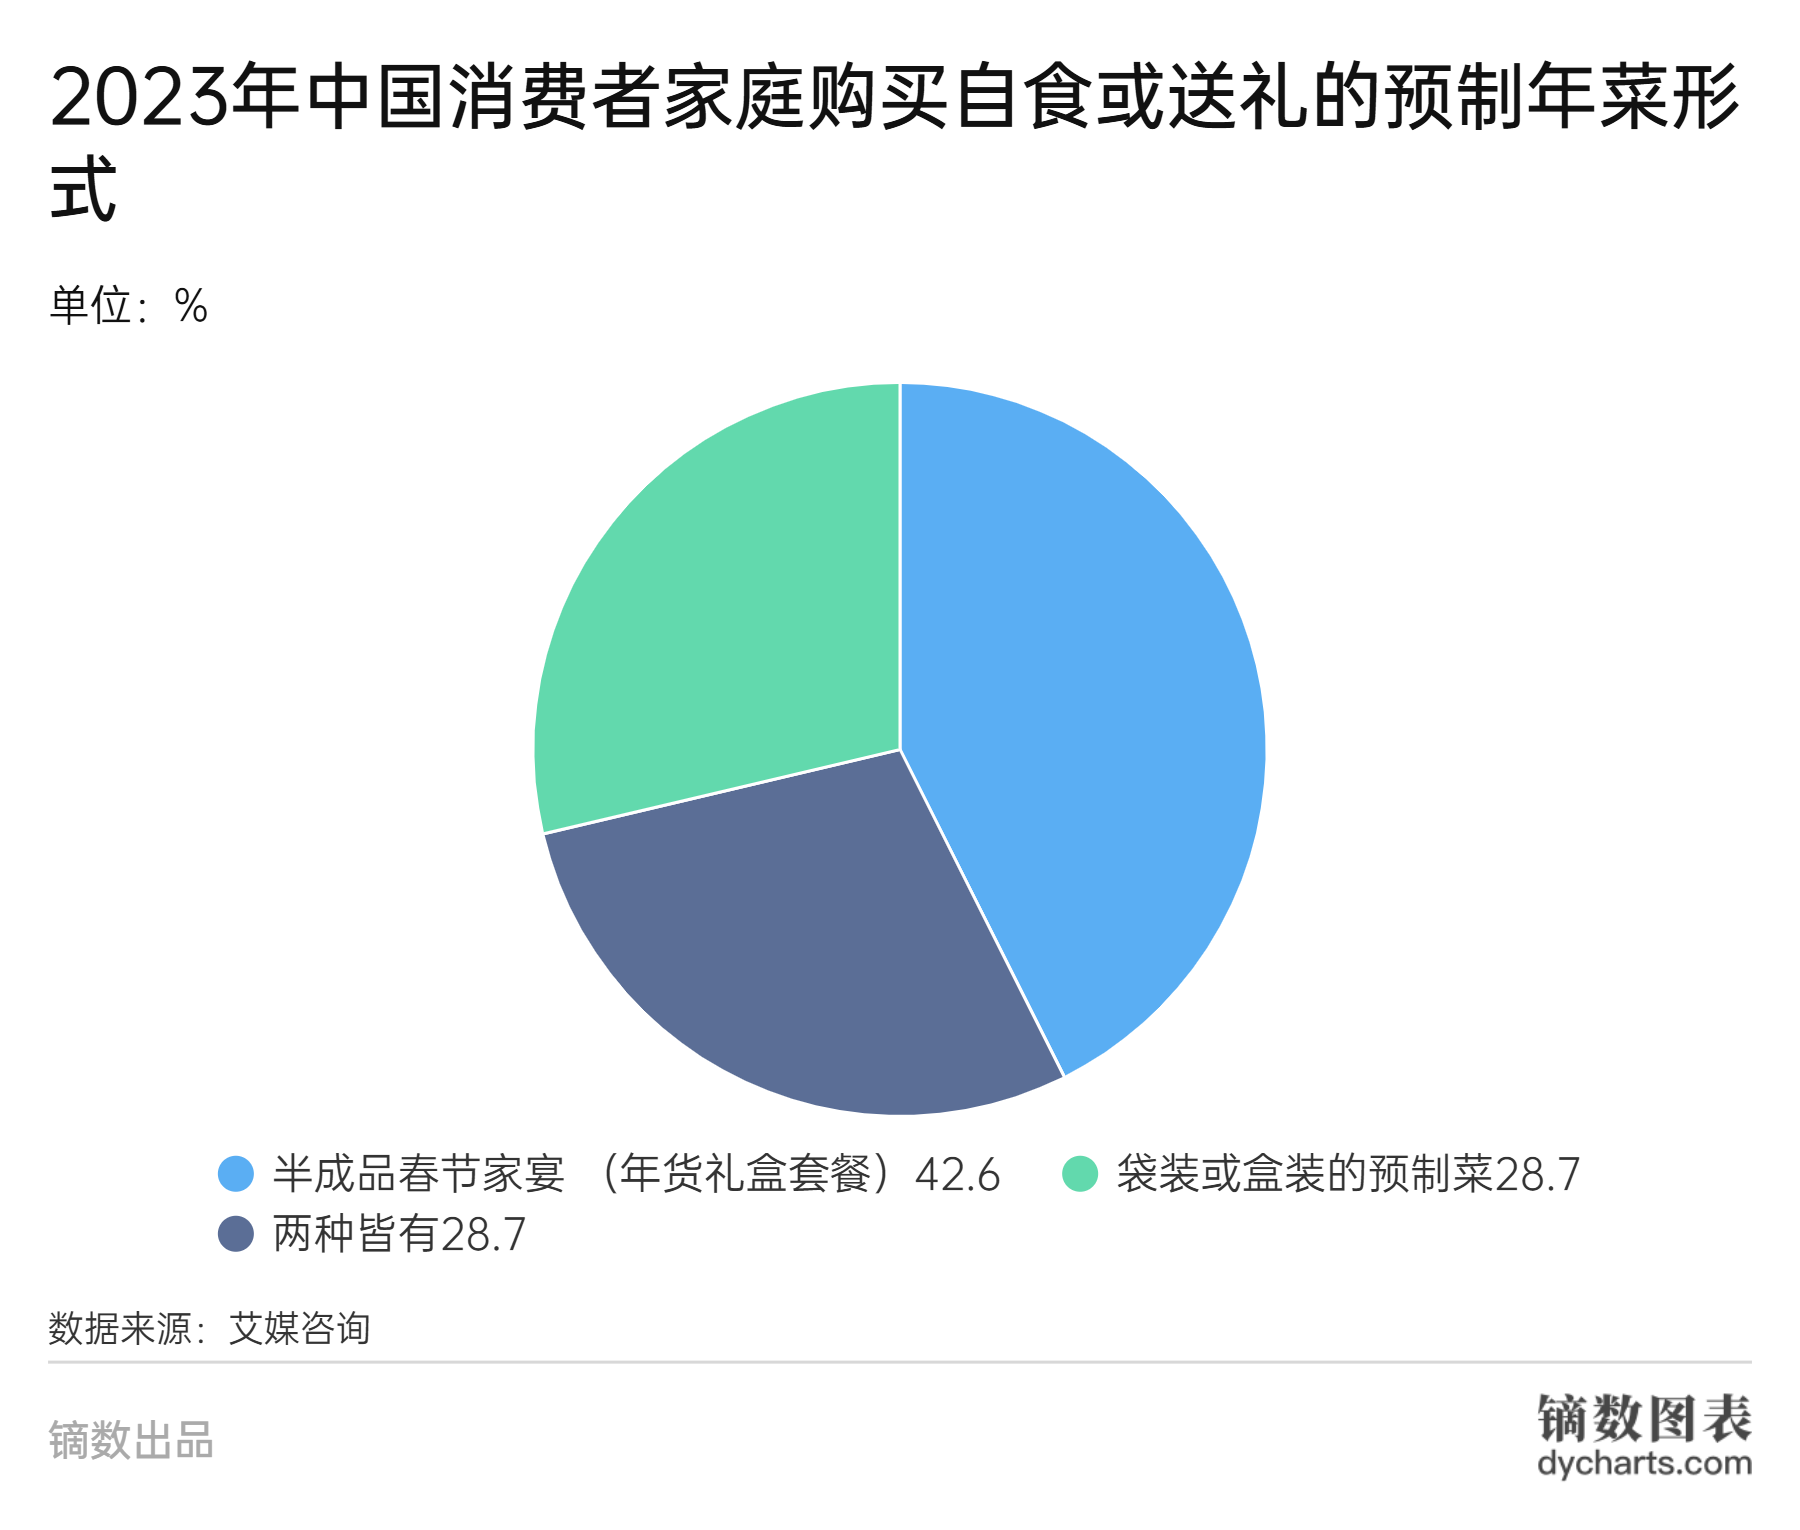 2023年中国消费者家庭购买自食或送礼的预制年菜形
式
单位：%
半成品春节家宴 （年货礼盒套餐）42.6
袋装或盒装的预制菜28.7
两种皆有28.7
数据来源：艾媒咨询
镝数出品
镝数图表
dycharts.com